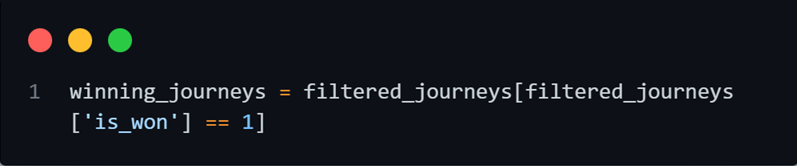 1 winning_journeys = filtered_journeys[filtered_journeys
['is_won'] == 1]